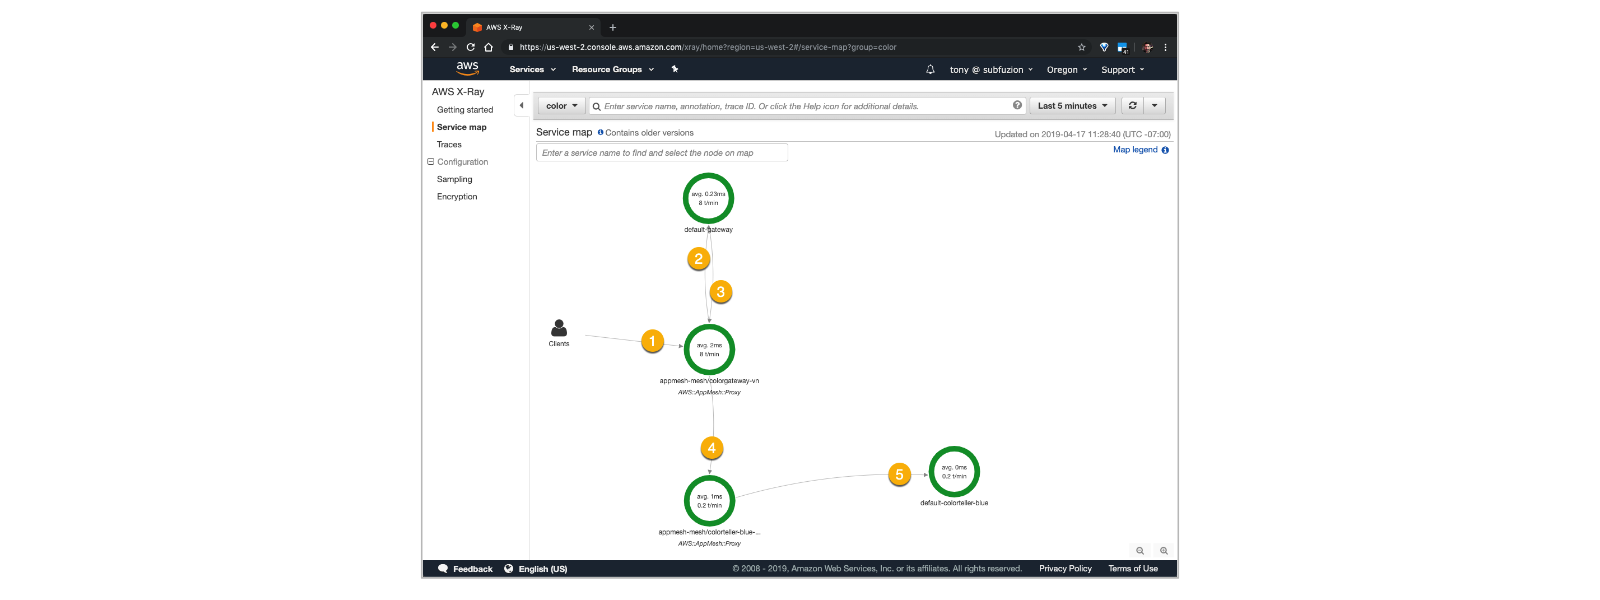 AWS X-Ray
https://us-west-2.console.aws.amazon.com/xray/home?region=us-west-2#/service-map?group=color
aws Services Resource Groups tony @ subfuzion Oregon Support
AWS X-Ray
Getting started
Service map
Traces
Configuration
Sampling
Encryption
color Enter service name, annotation, trace ID. Or click the Help icon for additional details. Last 5 minutes
Service map Contains older versions Updated on 2019-04-17 11:28:40 (UTC -07:00)
Enter a service name to find and select the node on map
Map legend
avg. 0.23ms
8 t/min
default-gateway
2
3
Clients
1
avg. 2ms
8 t/min
appmesh-mesh/colorgateway-vn
AWS::AppMesh::Proxy
4
5
avg. 0ms
0.2 t/min
default-colorteller-blue
avg. 1ms
0.2 t/min
appmesh-mesh/colorteller-blue-...
AWS::AppMesh::Proxy
Feedback English (US) © 2008 - 2019, Amazon Web Services, Inc. or its affiliates. All rights reserved. Privacy Policy Terms of Use